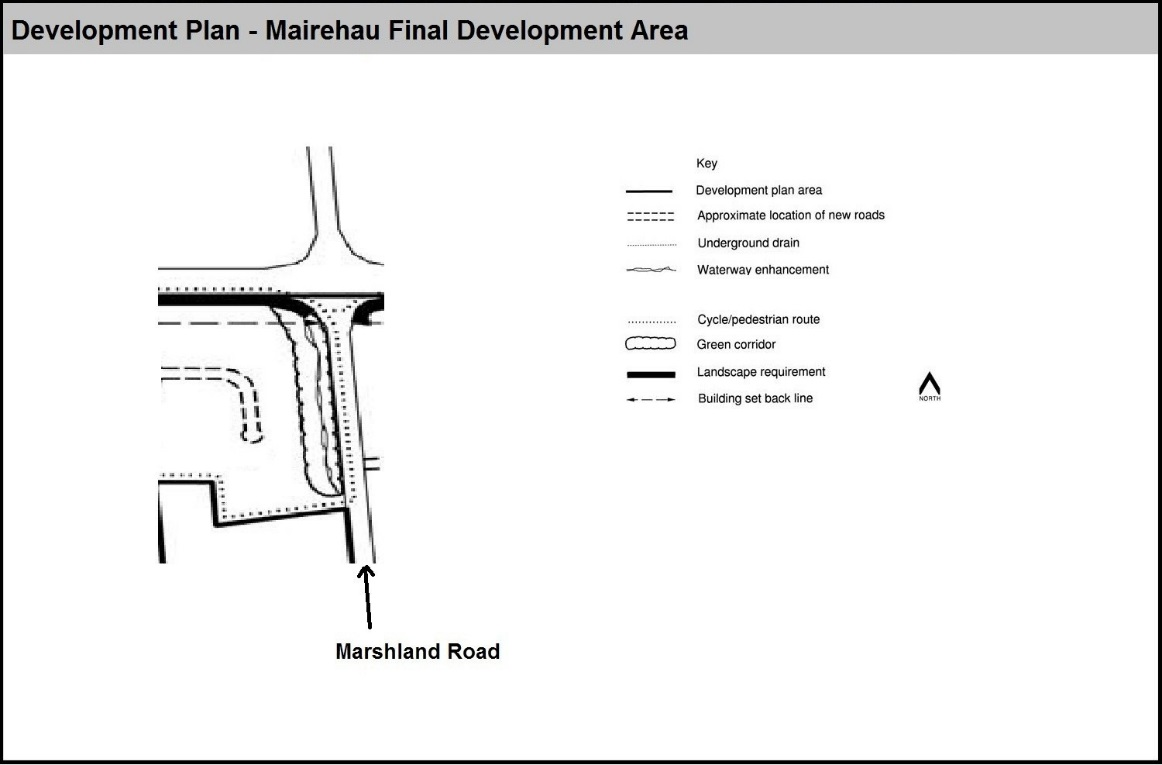 Development Plan - Mairehau Final Development Area
Key
Development plan area
Approximate location of new roads
Underground drain
Waterway enhancement
Cycle/pedestrian route
Green corridor
Landscape requirement
Building set back line
NORTH
Marshland Road